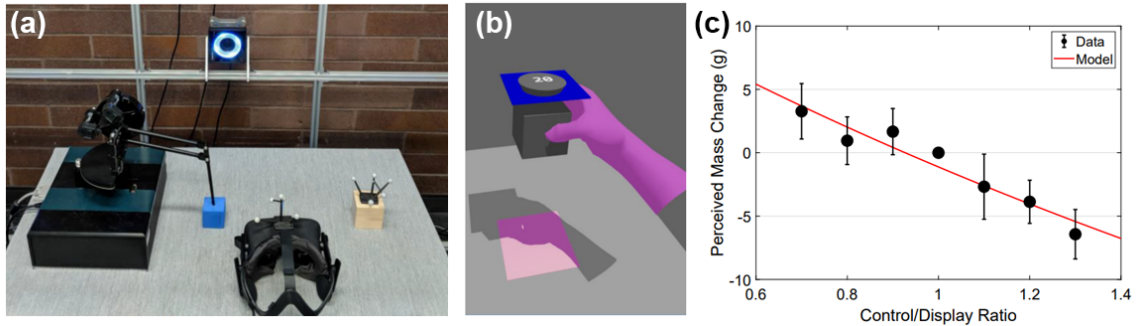 (a)
(b)
20
(c)
Perceived Mass Change (g)
10
5
0
-5
-10
Data
Model
0.6 0.8 1 1.2 1.4
Control/Display Ratio